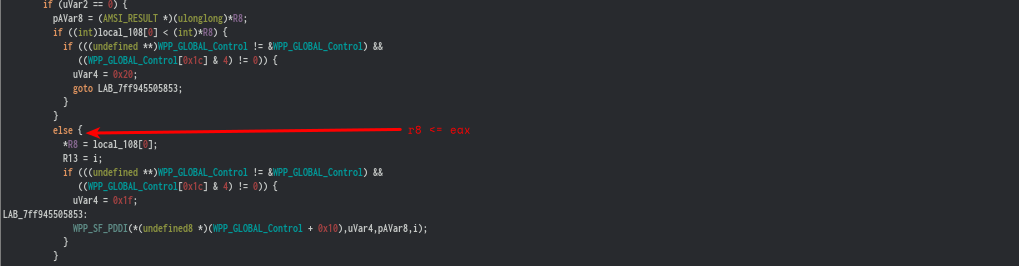 if (uVar2 == 0) {
pAVar8 = (AMSI_RESULT *)(ulonglong)*R8;
if ((int)local_108[0] < (int)*R8) {
if (((undefined **)WPP_GLOBAL_Control != &WPP_GLOBAL_Control) &&
((WPP_GLOBAL_Control[0x1c] & 4) != 0)) {
uVar4 = 0x20;
goto LAB_7ff945505853;
}
}
else {
r8 <= eax
*R8 = local_108[0];
R13 = i;
if (((undefined **)WPP_GLOBAL_Control != &WPP_GLOBAL_Control) &&
((WPP_GLOBAL_Control[0x1c] & 4) != 0)) {
uVar4 = 0x1f;
LAB_7ff945505853:
WPP_SF_PDDI(*(undefined8 *)(WPP_GLOBAL_Control + 0x10),uVar4,pAVar8,i);
}
}